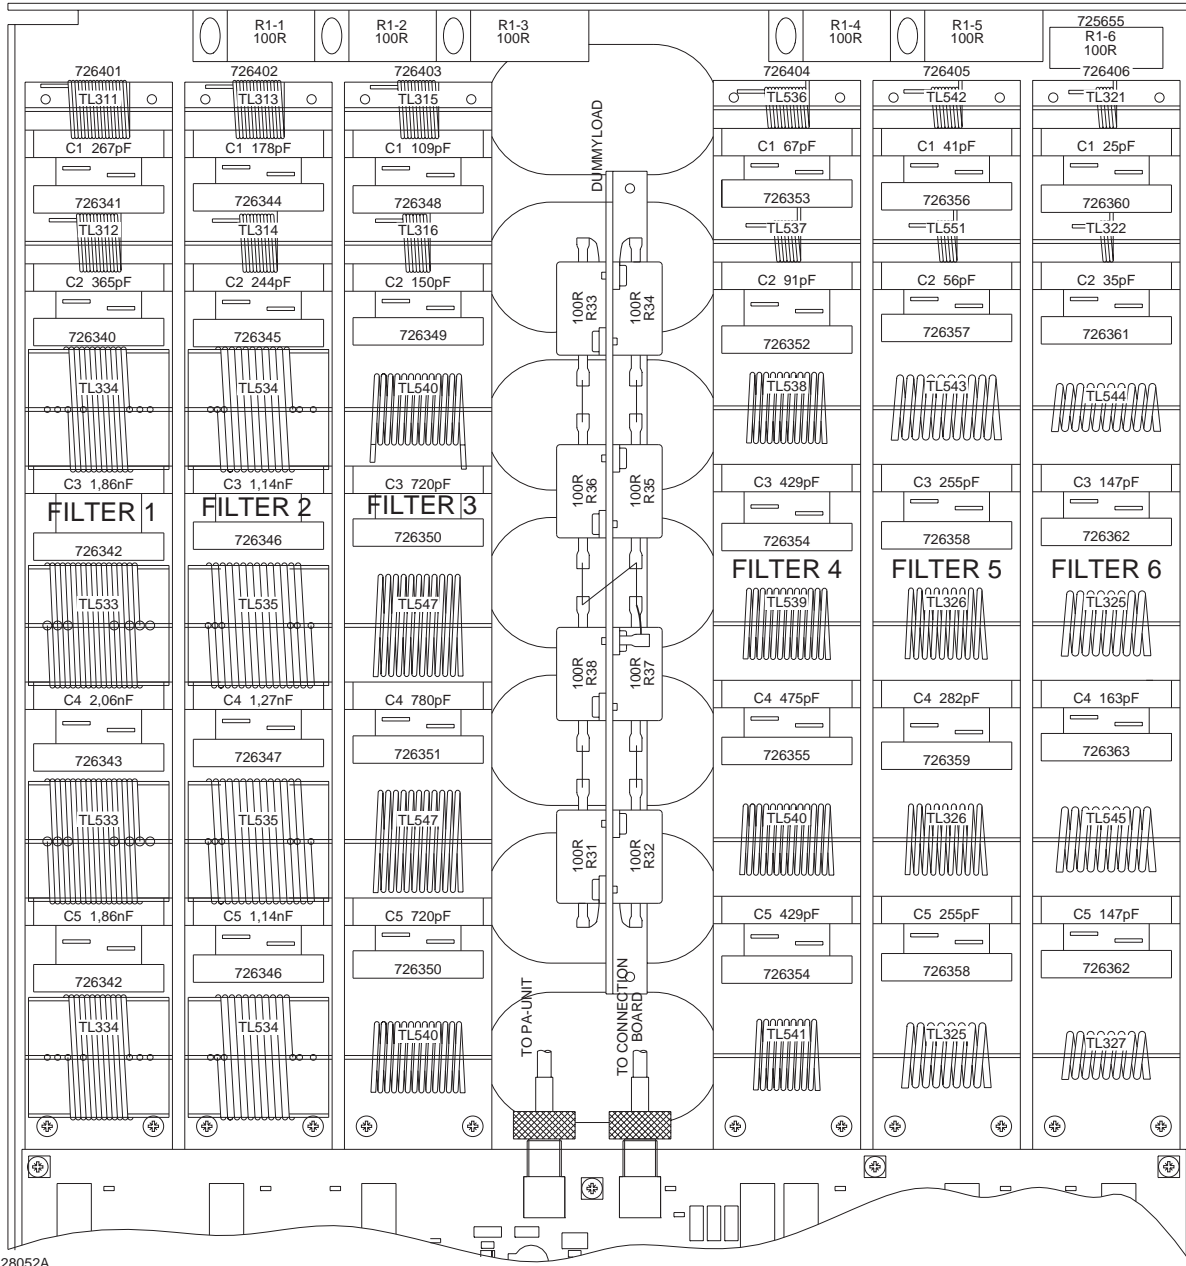 R1-1
100R
R1-2
100R
R1-3
100R
R1-4
100R
R1-5
100R
725655
R1-6
100R
726401
726402
726403
726404
726405
726406
TL311
TL313
TL315
TL536
TL542
TL321
C1 267pF
C1 178pF
C1 109pF
C1 67pF
C1 41pF
C1 25pF
726341
726344
726348
726353
726356
726360
TL312
TL314
TL316
TL537
TL551
TL322
C2 365pF
C2 244pF
C2 150pF
C2 91pF
C2 56pF
C2 35pF
726340
726345
726349
726352
726357
726361
TL334
TL534
TL540
TL538
TL543
TL544
C3 1,86nF
C3 1,14nF
C3 720pF
C3 429pF
C3 255pF
C3 147pF
FILTER 1
FILTER 2
FILTER 3
726342
726346
726350
726354
726358
726362
FILTER 4
FILTER 5
FILTER 6
TL533
TL535
TL547
TL539
TL326
TL325
C4 2,06nF
C4 1,27nF
C4 780pF
C4 475pF
C4 282pF
C4 163pF
726343
726347
726351
726355
726359
726363
TL533
TL535
TL547
TL540
TL326
TL545
C5 1,86nF
C5 1,14nF
C5 720pF
C5 429pF
C5 255pF
C5 147pF
726342
726346
726350
726354
726358
726362
TL334
TL534
TL540
TL541
TL325
TL327
DUMMYLOAD
100R
R33
100R
R34
100R
R36
100R
R35
100R
R38
100R
R37
100R
R31
100R
R32
TO PA-UNIT
TO CONNECTION
BOARD
28052A